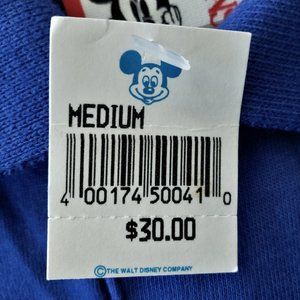 MEDIUM
4 00174 50041 0
$30.00
©THE WALT DISNEY COMPANY